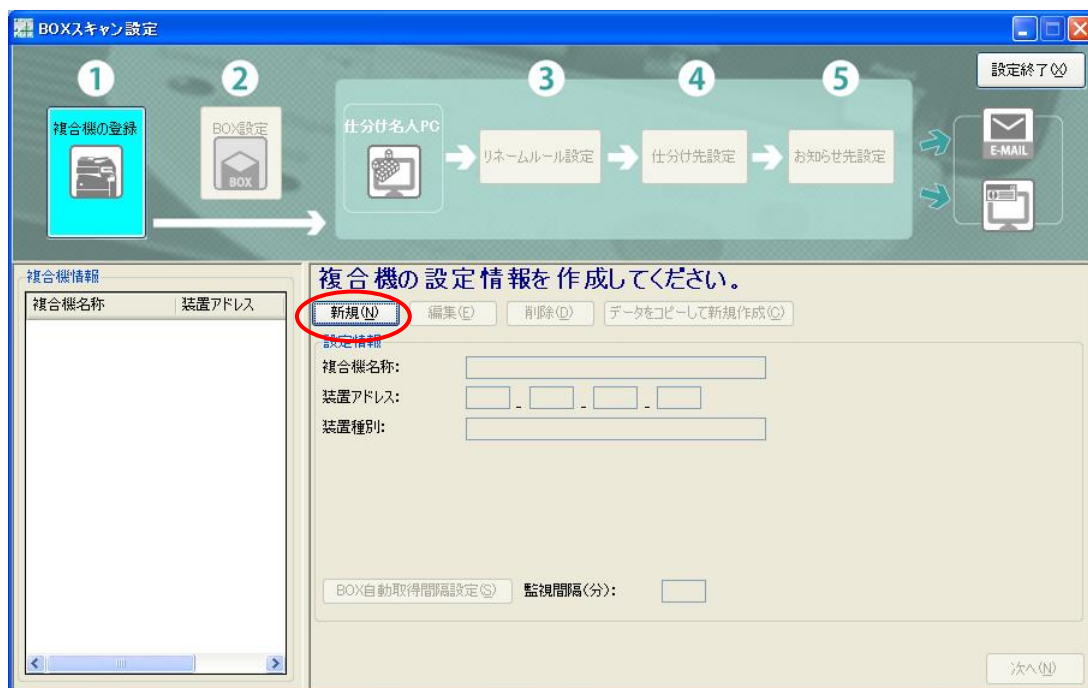 BOXスキャン設定
設定終了(X)
1 2 3 4 5
複合機の登録
BOX設定
BOX
仕分け名人PC
リネームルール設定
仕分け先設定
お知らせ先設定
E-MAIL
複合機情報
複合機名称 装置アドレス
複合機の設定情報を作成してください。
新規(N) 編集(E) 削除(D) データをコピーして新規作成(C)
設定情報
複合機名称:
装置アドレス:
装置種別:
BOX自動取得間隔設定(S) 監視間隔(分):
次へ(N)